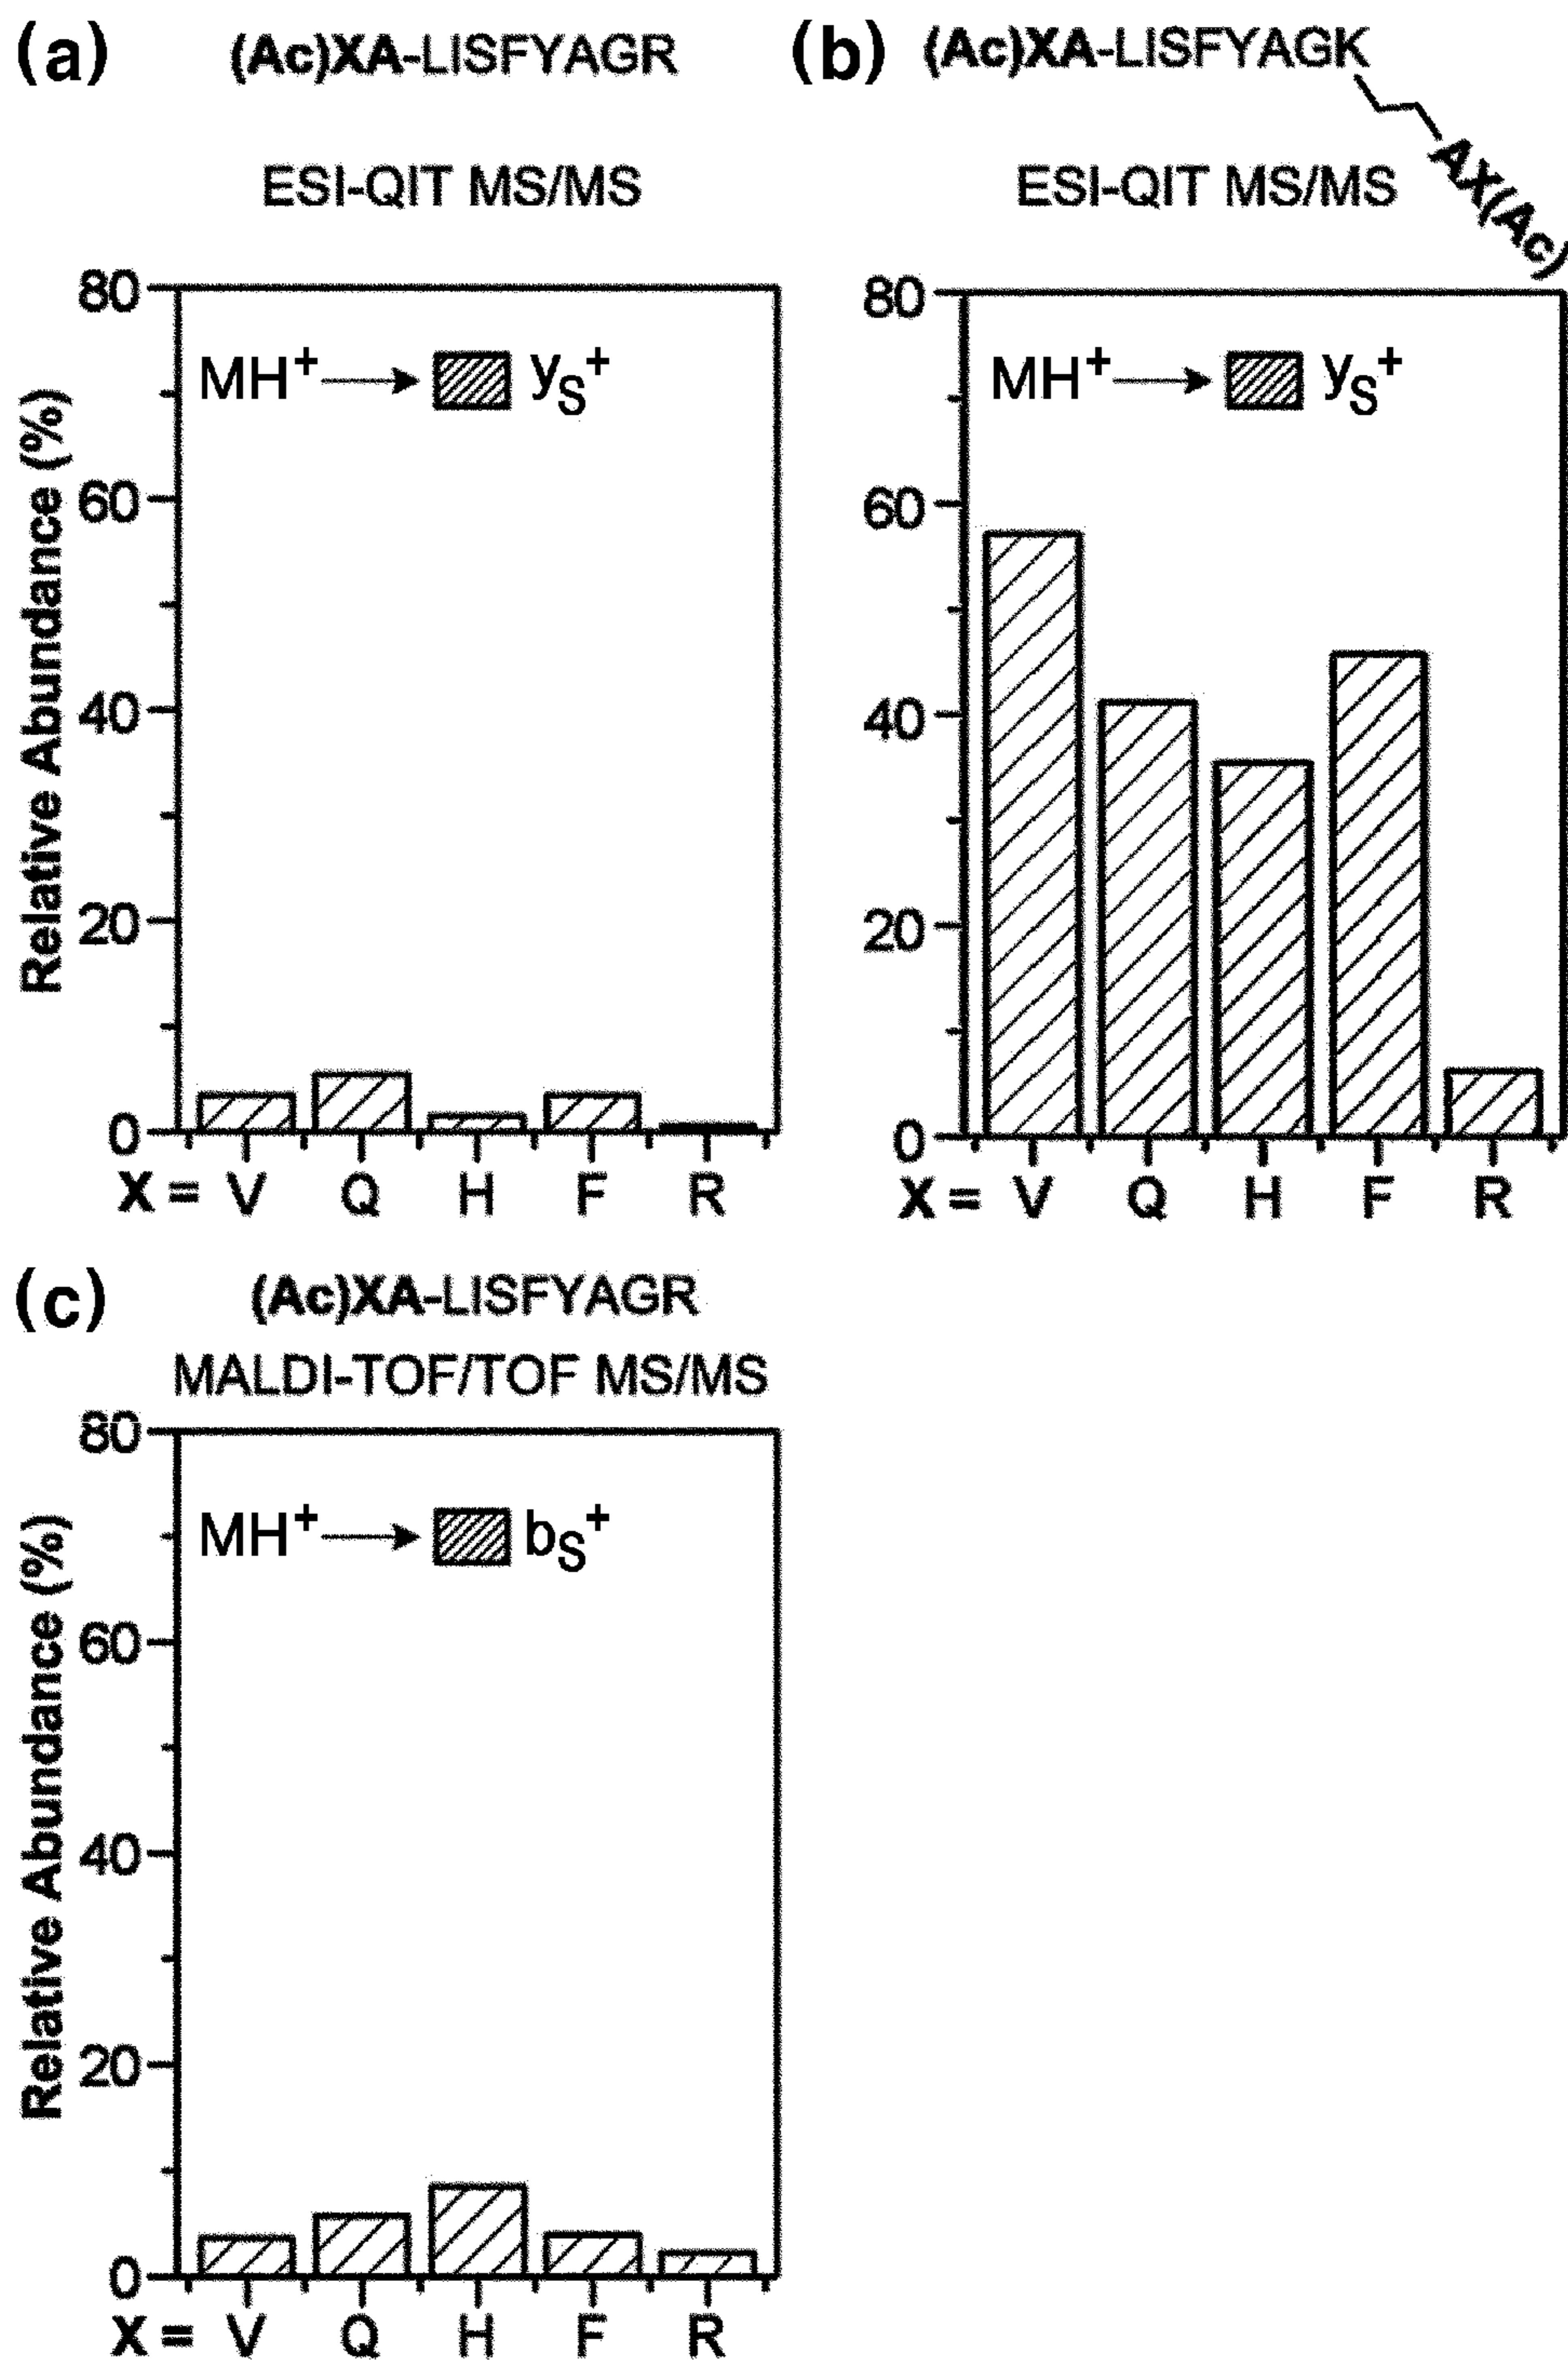 (a) (Ac)XA-LISFYAGR
ESI-QIT MS/MS
80
60
40
20
0
Relative Abundance (%)
MH+ yS+
X = V Q H F R
(b) (Ac)XA-LISFYAGK
AX(Ac)
ESI-QIT MS/MS
80
60
40
20
0
MH+ yS+
X = V Q H F R
(c) (Ac)XA-LISFYAGR
MALDI-TOF/TOF MS/MS
80
60
40
20
0
Relative Abundance (%)
MH+ bS+
X = V Q H F R